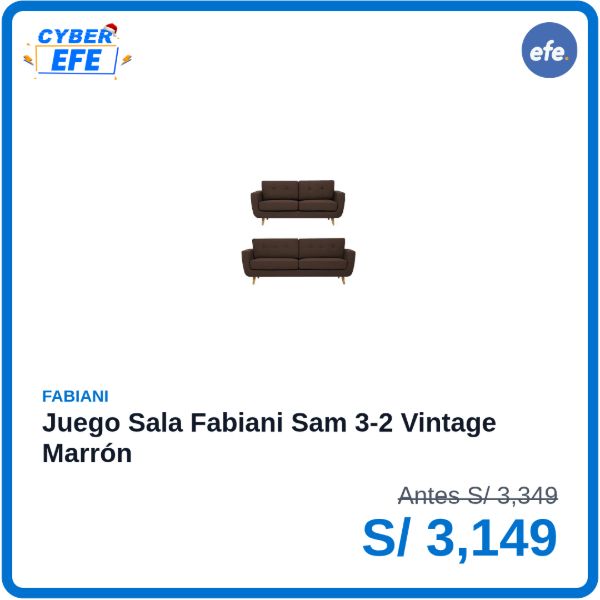 CYBER
EFE
efe.
FABIANI
Juego Sala Fabiani Sam 3-2 Vintage
Marrón
Antes S/ 3,349
S/ 3,149